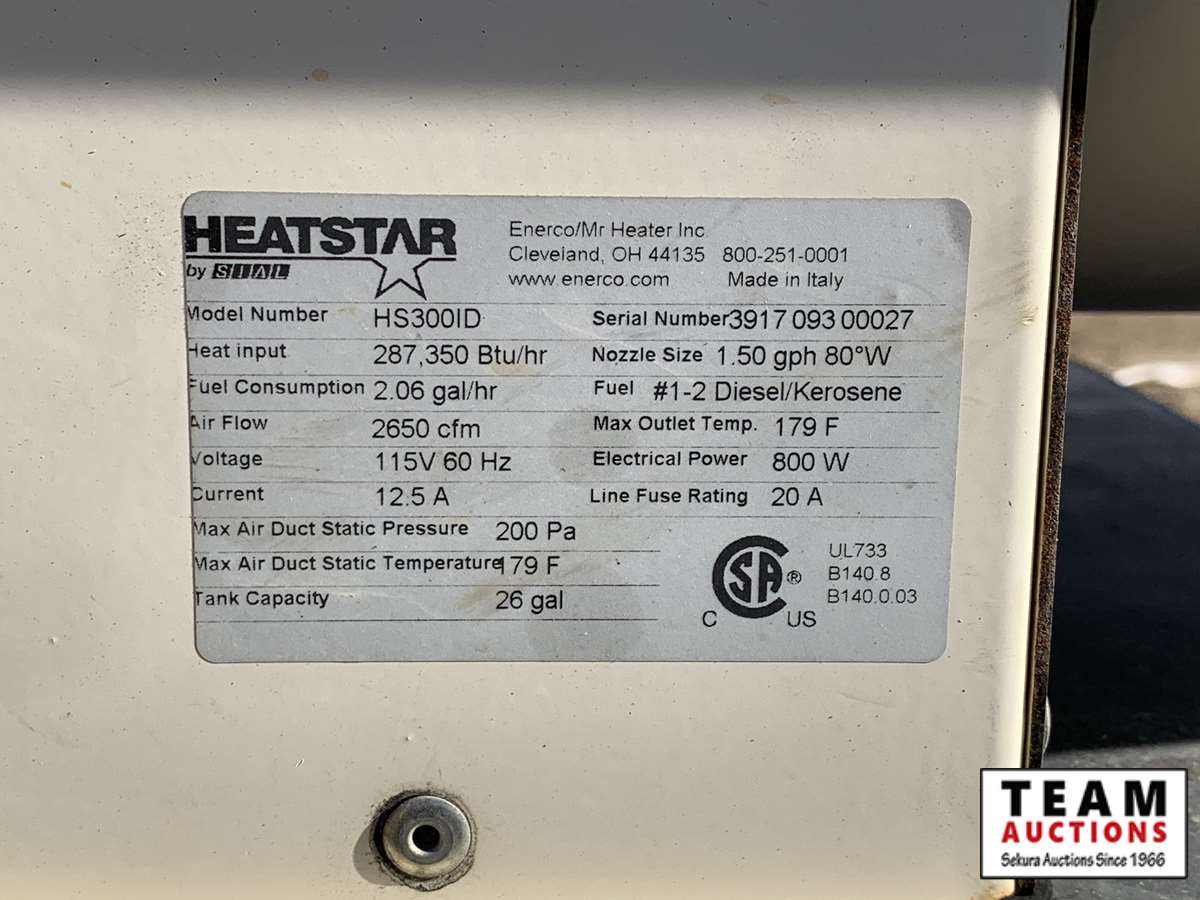 HEATSTAR
by SIAL
Enerco/Mr Heater Inc.
Cleveland, OH 44135 800-251-0001
www.enerco.com Made in Italy
Model Number HS300ID Serial Number 3917 093 00027
Heat input 287,350 Btu/hr Nozzle Size 1.50 gph 80°W
Fuel Consumption 2.06 gal/hr Fuel #1-2 Diesel/Kerosene
Air Flow 2650 cfm Max Outlet Temp. 179 F
Voltage 115V 60 Hz Electrical Power 800 W
Current 12.5 A Line Fuse Rating 20 A
Max Air Duct Static Pressure 200 Pa
Max Air Duct Static Temperature 179 F
Tank Capacity 26 gal
C SA ® US
UL733
B140.8
B140.0.03
TEAM
AUCTIONS
Sekura Auctions Since 1966